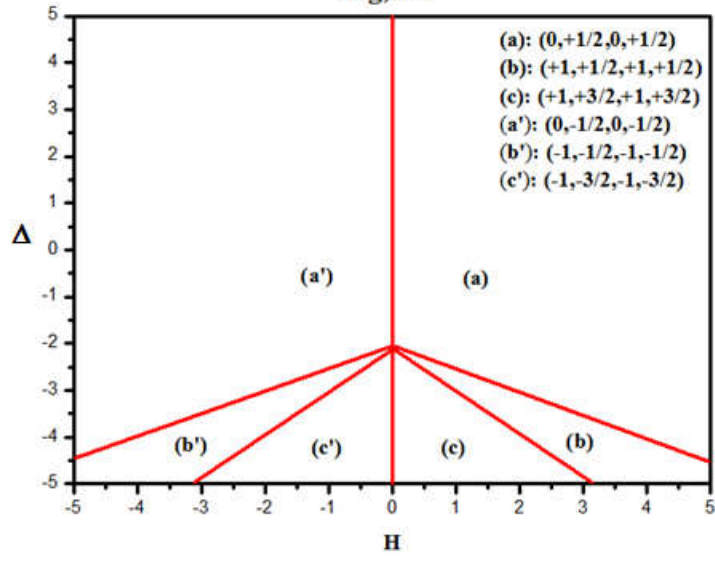 5
(a): (0,+1/2,0,+1/2)
4
(b): (+1,+1/2,+1,+1/2)
(c): (+1,+3/2,+1,+3/2)
3
(a'): (0,-1/2,0,-1/2)
2
(b'): (-1,-1/2,-1,-1/2)
(c'): (-1,-3/2,-1,-3/2)
1
Δ
0
(a')
(a)
-1
-2
-3
-4
(b')
(c')
(c)
(b)
-5
-5 -4 -3 -2 -1 0 1 2 3 4 5
H